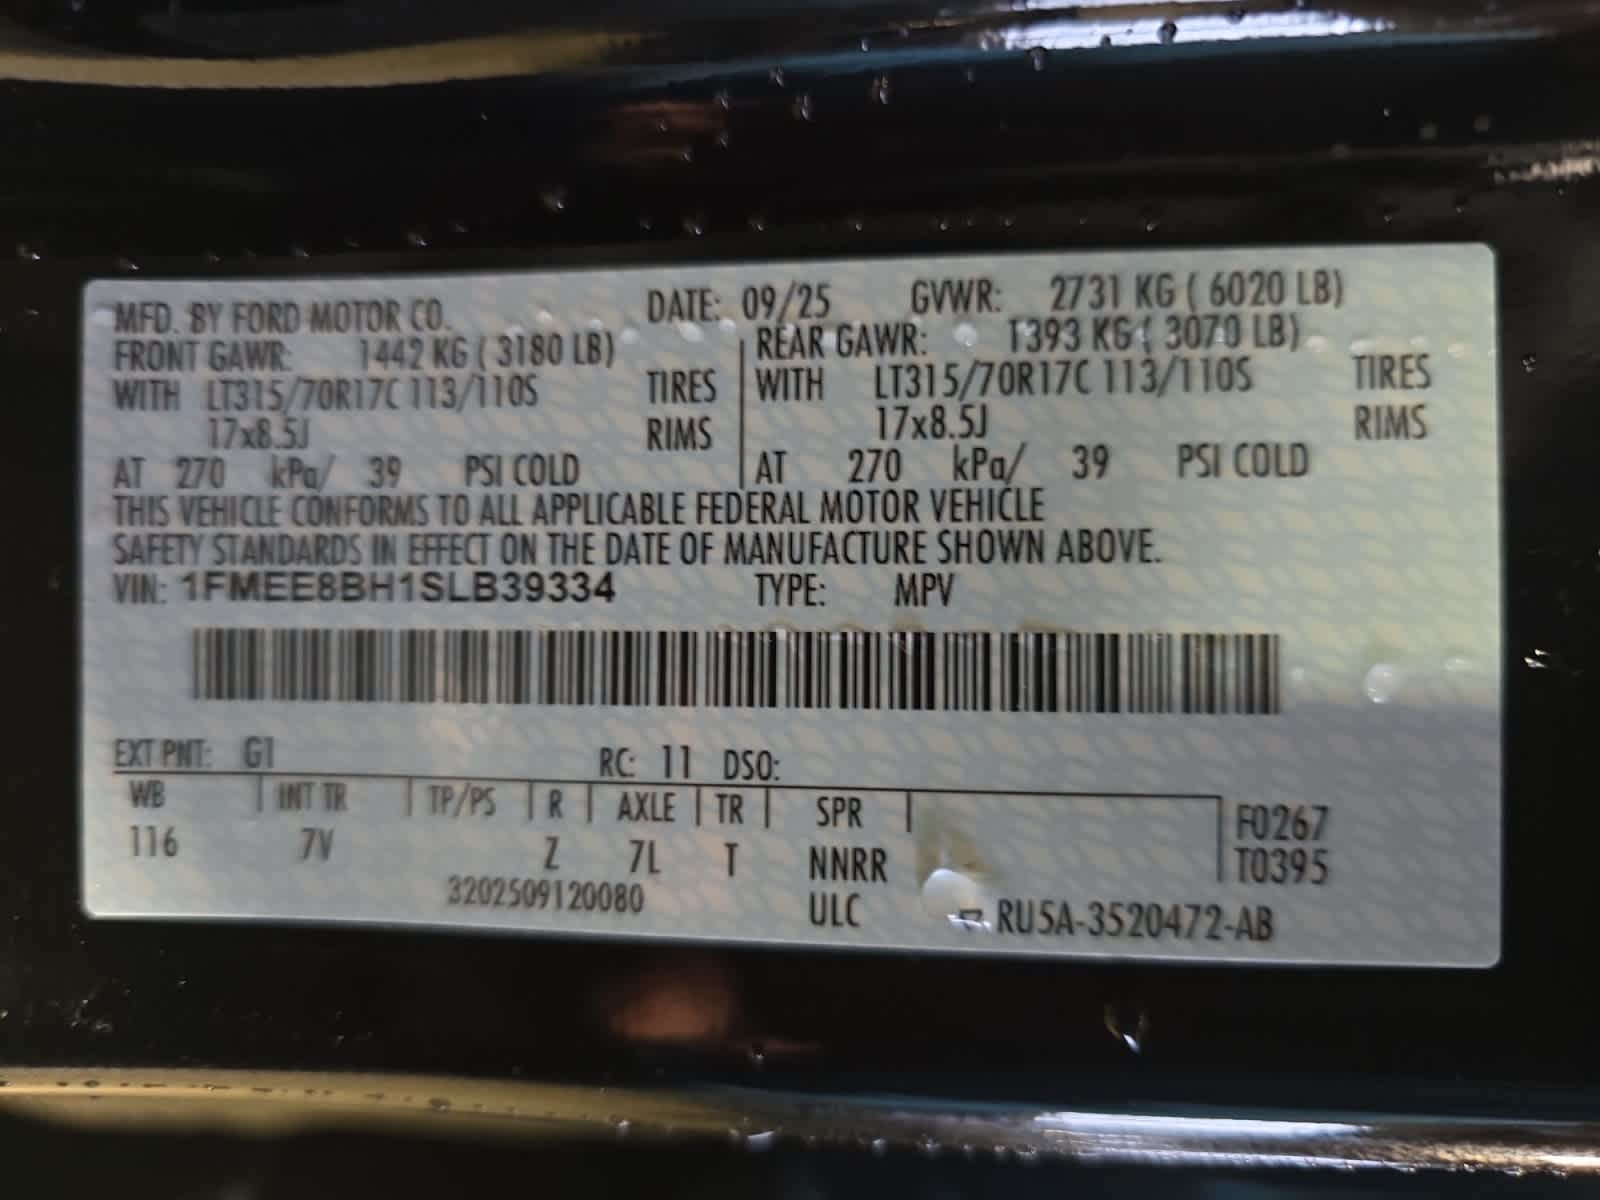 MFD. BY FORD MOTOR CO. DATE: 09/25 GVWR: 2731 KG ( 6020 LB)
FRONT GAWR: 1442 KG ( 3180 LB) REAR GAWR: 1393 KG ( 3070 LB)
WITH LT315/70R17C 113/110S TIRES WITH LT315/70R17C 113/110S TIRES
17x8.5J RIMS 17x8.5J RIMS
AT 270 kPa/ 39 PSI COLD AT 270 kPa/ 39 PSI COLD
THIS VEHICLE CONFORMS TO ALL APPLICABLE FEDERAL MOTOR VEHICLE
SAFETY STANDARDS IN EFFECT ON THE DATE OF MANUFACTURE SHOWN ABOVE.
VIN: 1FMEE8BH1SLB39334 TYPE: MPV
EXT PNT: G1 RC: 11 DSO:
WB INT TR TP/PS R AXLE TR SPR F0267
116 7V Z 7L T NNRR T0395
3202509120080 ULC RU5A-3520472-AB